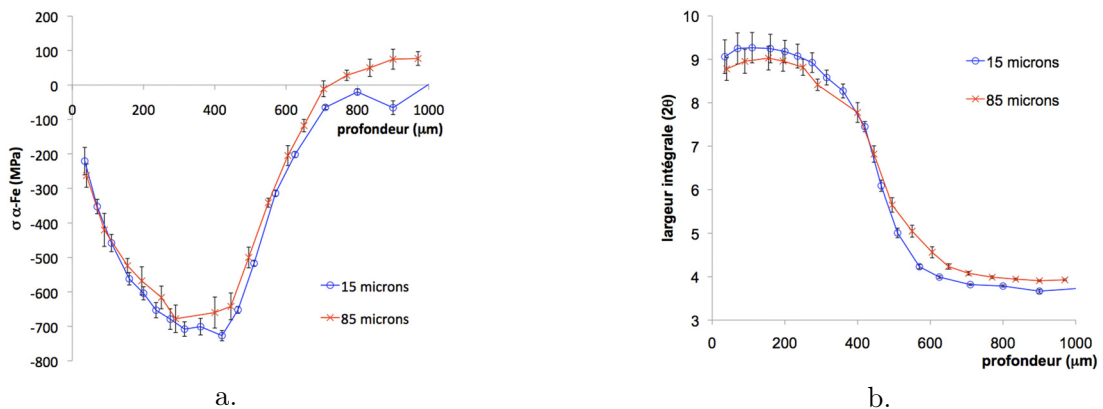 200
100
0
-100
-200
-300
-400
-500
-600
-700
-800
0 200 400 600 800 1000
profondeur (µm)
σ α-Fe (MPa)
15 microns
85 microns
a.
10
9
8
7
6
5
4
3
0 200 400 600 800 1000
profondeur (µm)
largeur intégrale (2θ)
15 microns
85 microns
b.